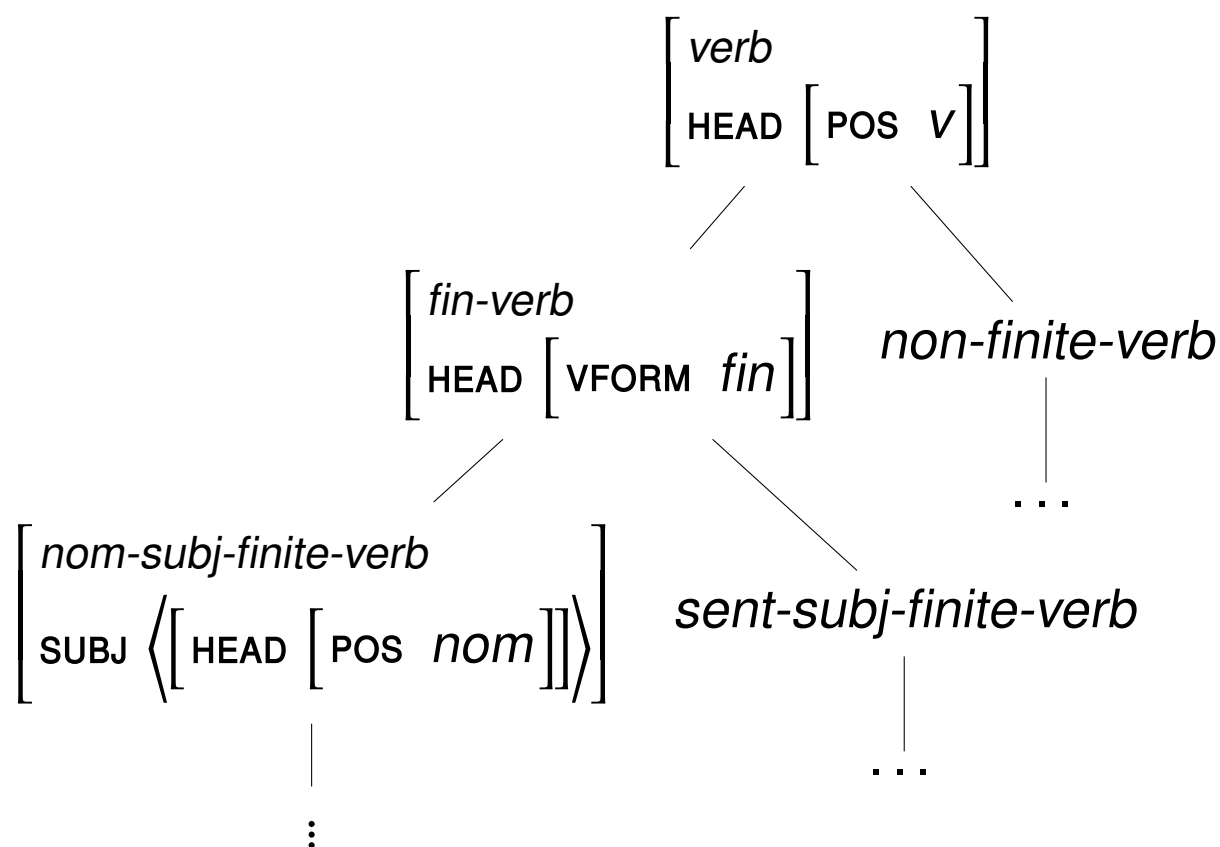 verb
HEAD [POS v]
fin-verb
HEAD [VFORM fin]
non-finite-verb
...
nom-subj-finite-verb
SUBJ ⟨[HEAD [POS nom]]⟩
sent-subj-finite-verb
...
⋮